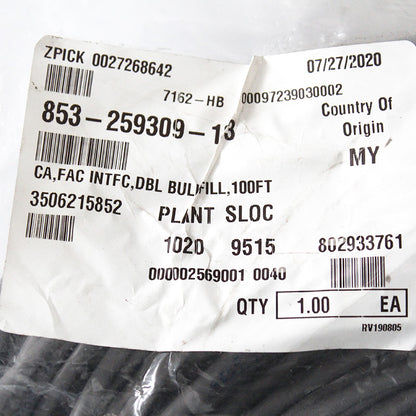 ZPICK 0027268642 07/27/2020
7162-HB 00097239030002
853-259309-13 Country Of
Origin
MY
CA,FAC INTFC,DBL BULKFILL,100FT
3506215852 PLANT SLOC
1020 9515 802933761
000002569001 0040
QTY 1.00 EA
RV190805